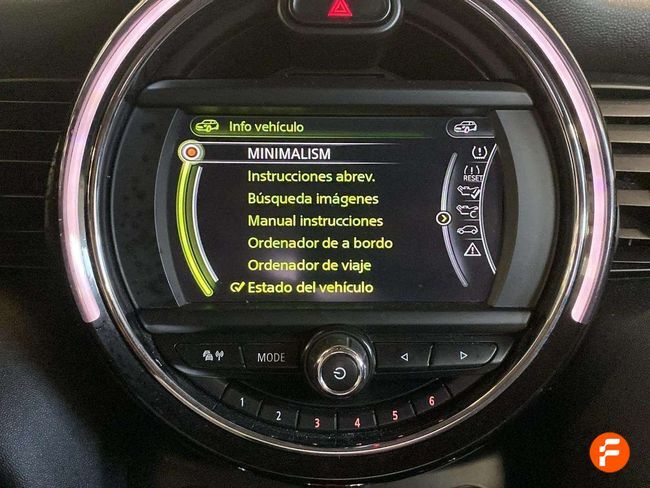 Info vehículo
MINIMALISM
Instrucciones abrev.
Búsqueda imágenes
Manual instrucciones
Ordenador de a bordo
Ordenador de viaje
Estado del vehículo
RESET
MODE
1 2 3 4 5 6